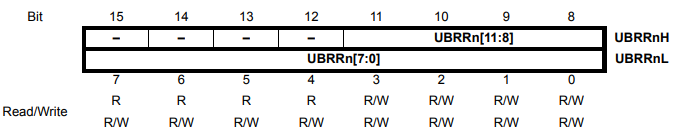 Bit 15 14 13 12 11 10 9 8
– – – – UBRRn[11:8] UBRRnH
UBRRn[7:0] UBRRnL
7 6 5 4 3 2 1 0
Read/Write R R R R R/W R/W R/W R/W
R/W R/W R/W R/W R/W R/W R/W R/W